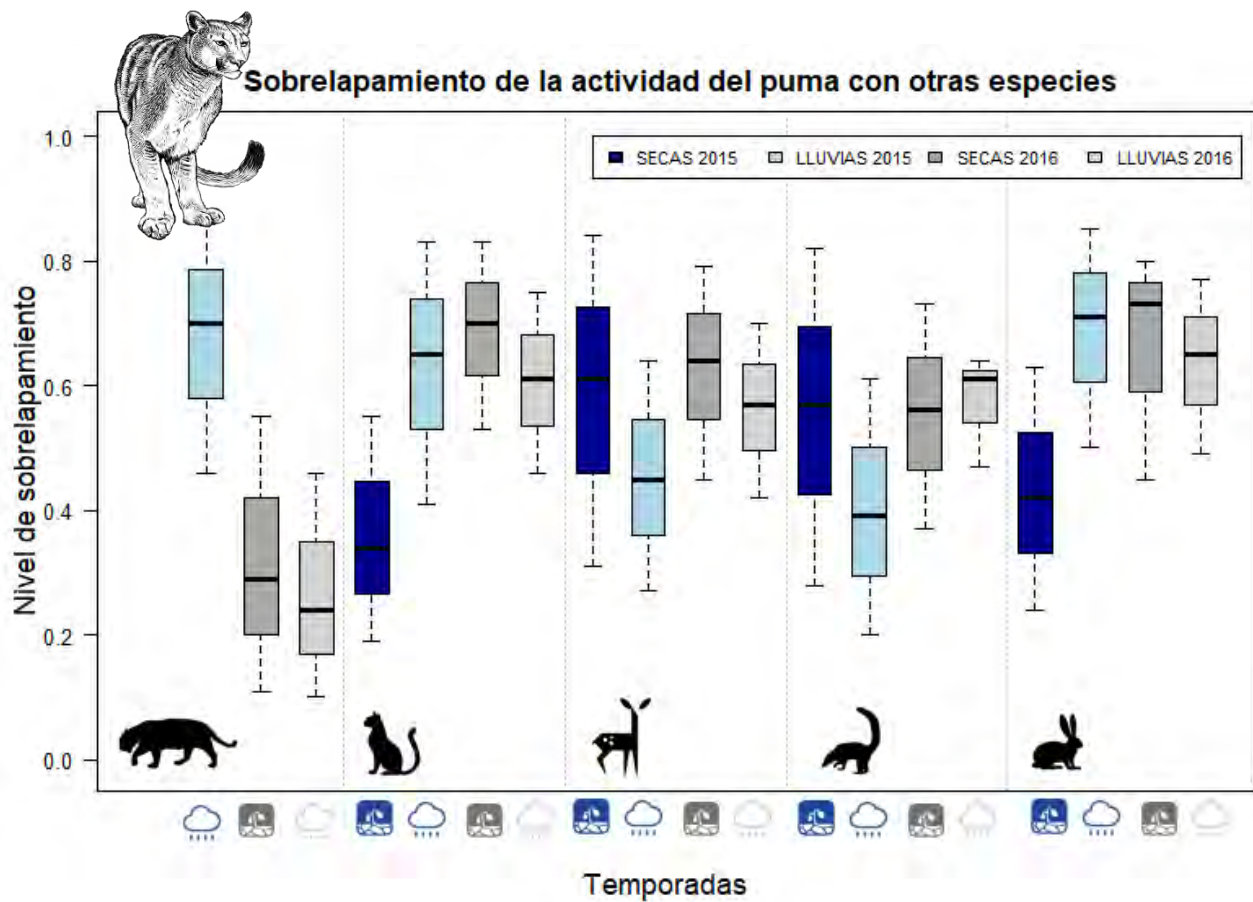 Sobrelapamiento de la actividad del puma con otras especies
SECAS 2015 LLUVIAS 2015 SECAS 2016 LLUVIAS 2016
Nivel de sobrelapamiento
1.0
0.8
0.6
0.4
0.2
0.0
Temporadas